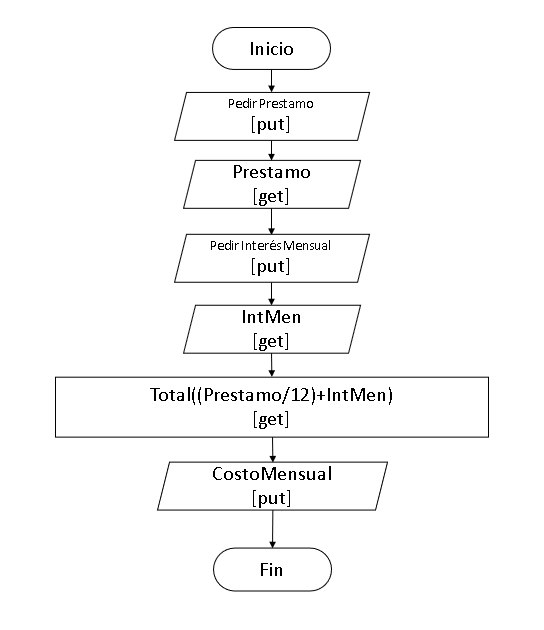 Inicio
Pedir Prestamo
[put]
Prestamo
[get]
Pedir Interés Mensual
[put]
IntMen
[get]
Total((Prestamo/12)+IntMen)
[get]
CostoMensual
[put]
Fin